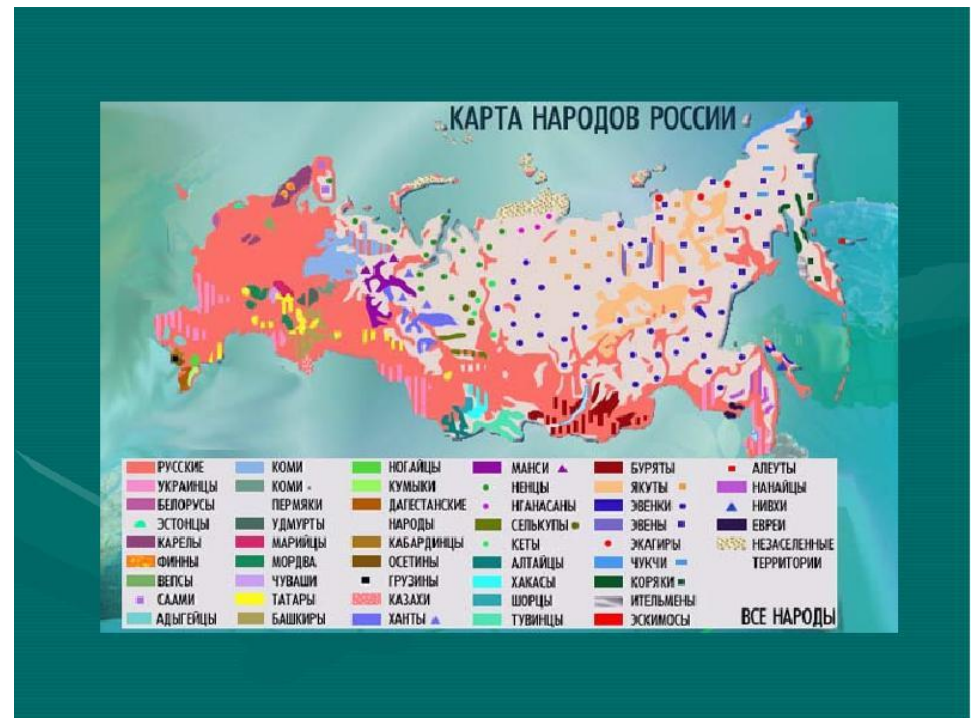 КАРТА НАРОДОВ РОССИИ
РУССКИЕ
УКРАИНЦЫ
БЕЛОРУСЫ
ЭСТОНЦЫ
КАРЕЛЫ
ФИННЫ
ВЕПСЫ
СААМИ
АДЫГЕЙЦЫ
КОМИ
КОМИ -
ПЕРМЯКИ
УДМУРТЫ
МАРИЙЦЫ
МОРДВА
ЧУВАШИ
ТАТАРЫ
БАШКИРЫ
НОГАЙЦЫ
КУМЫКИ
ДАГЕСТАНСКИЕ
НАРОДЫ
КАБАРДИНЦЫ
ОСЕТИНЫ
ГРУЗИНЫ
КАЗАХИ
ХАНТЫ
МАНСИ
НЕНЦЫ
НГАНАСАНЫ
СЕЛЬКУПЫ
КЕТЫ
АЛТАЙЦЫ
ХАКАСЫ
ШОРЦЫ
ТУВИНЦЫ
БУРЯТЫ
ЯКУТЫ
ЭВЕНКИ
ЭВЕНЫ
ЭКАГИРЫ
ЧУКЧИ
КОРЯКИ
ИТЕЛЬМЕНЫ
ЭСКИМОСЫ
АЛЕУТЫ
НАНАЙЦЫ
НИВХИ
ЕВРЕИ
НЕЗАСЕЛЕННЫЕ
ТЕРРИТОРИИ
ВСЕ НАРОДЫ